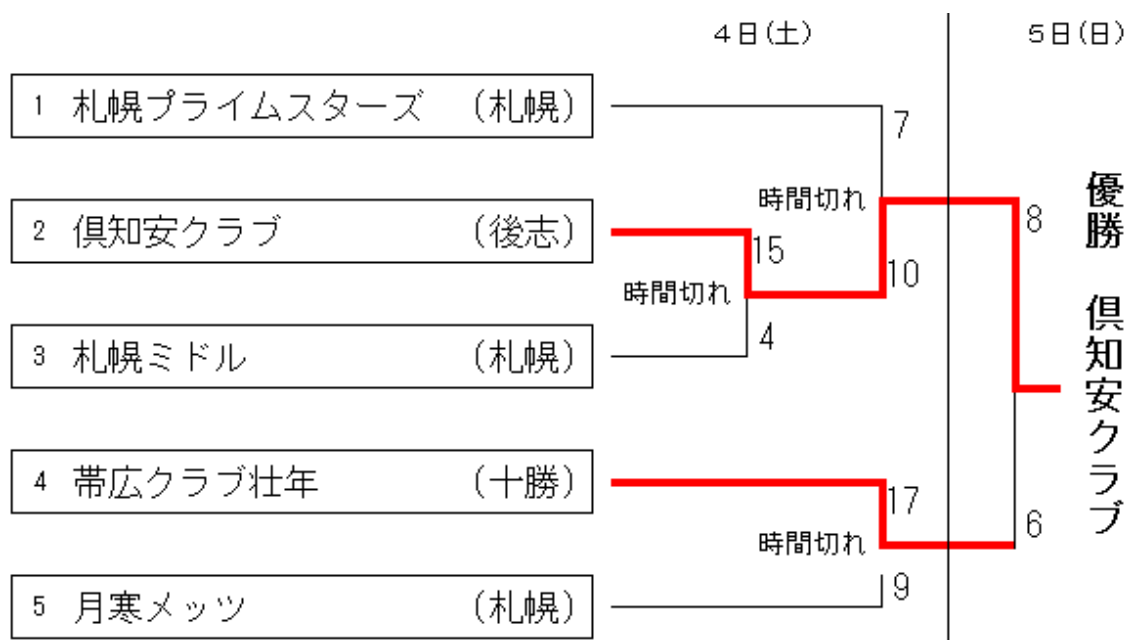 4日(土)
5日(日)
1 札幌プライムスターズ (札幌)
7
時間切れ
8
2 倶知安クラブ (後志)
15
10
時間切れ
4
3 札幌ミドル (札幌)
4 帯広クラブ壮年 (十勝)
17
6
時間切れ
9
5 月寒メッツ (札幌)
優勝 倶知安クラブ